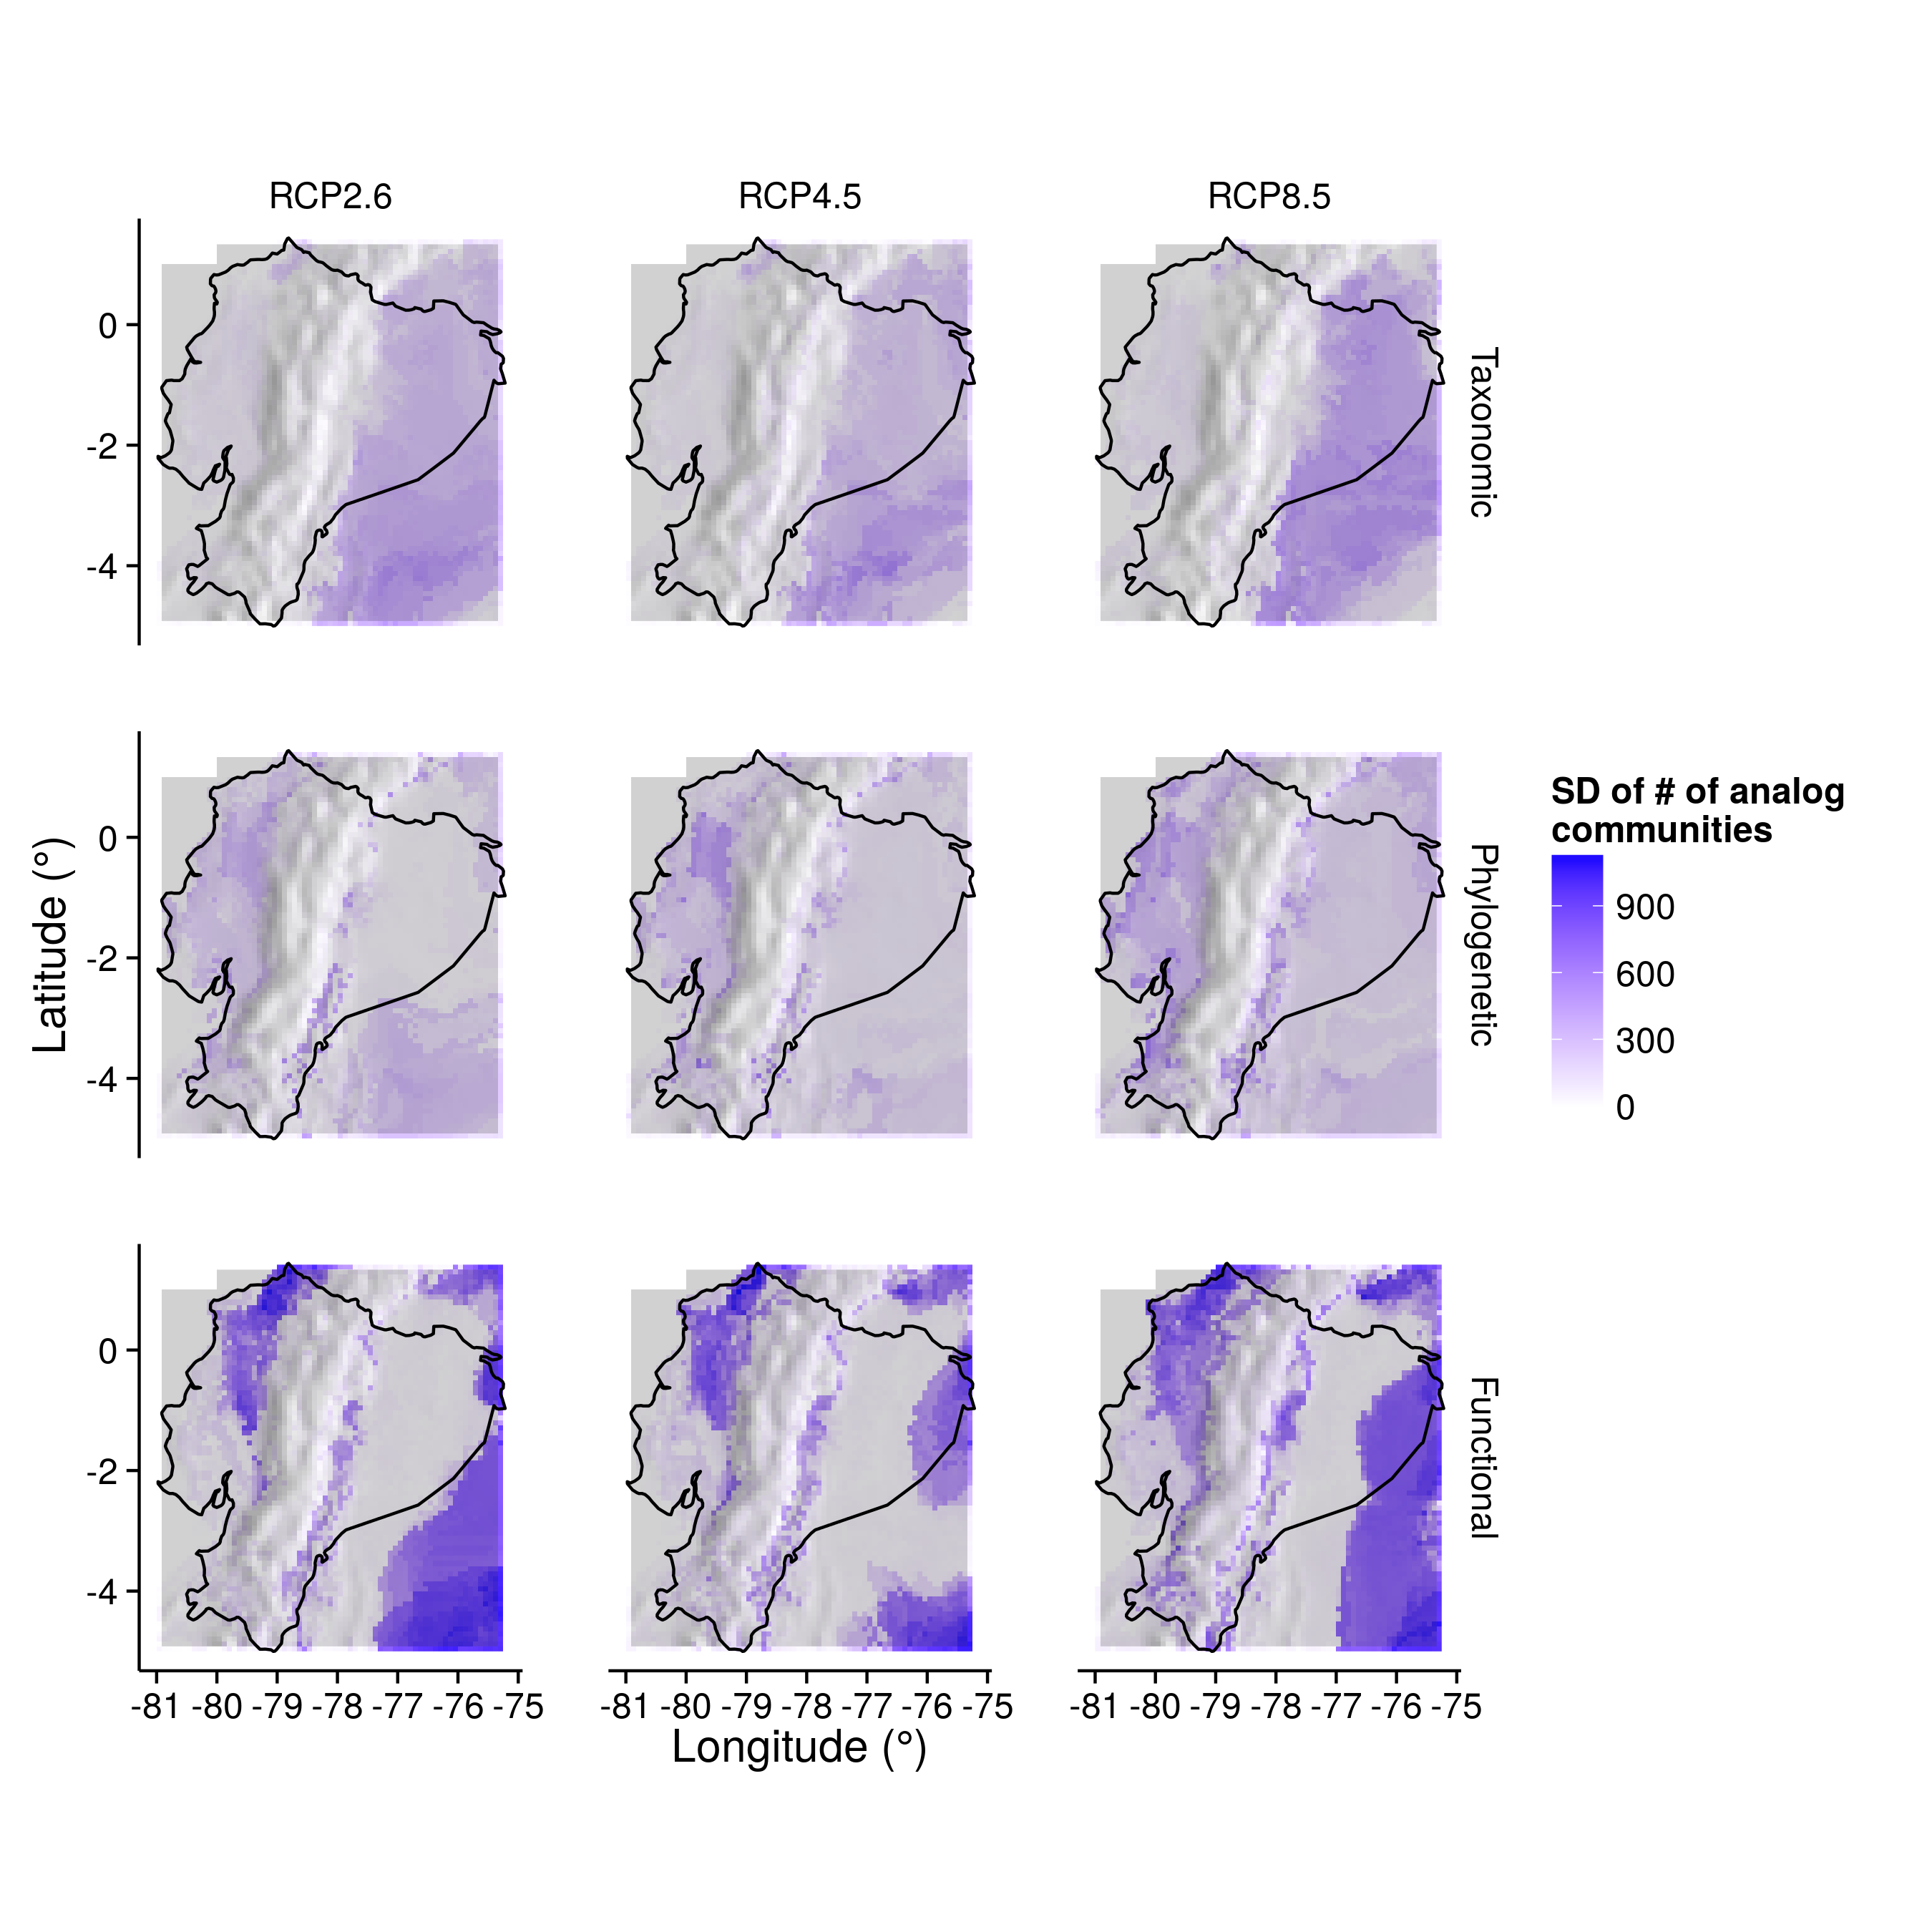 RCP2.6
RCP4.5
RCP8.5
0
-2
-4
Taxonomic
0
-2
-4
Phylogenetic
Latitude (°)
SD of # of analog
communities
900
600
300
0
0
-2
-4
Functional
-81 -80 -79 -78 -77 -76 -75
-81 -80 -79 -78 -77 -76 -75
-81 -80 -79 -78 -77 -76 -75
Longitude (°)